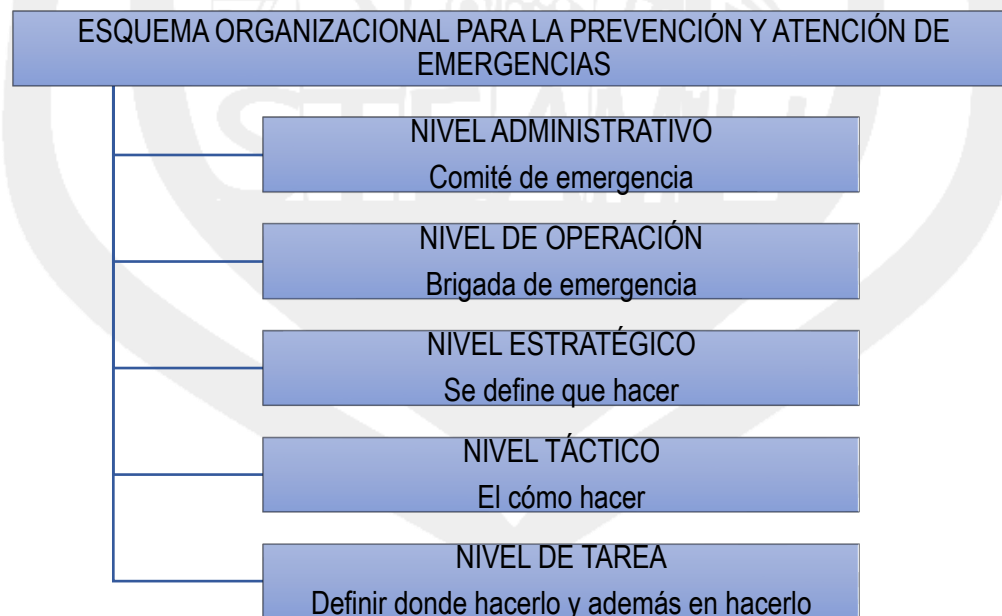 ESQUEMA ORGANIZACIONAL PARA LA PREVENCIÓN Y ATENCIÓN DE
EMERGENCIAS
NIVEL ADMINISTRATIVO
Comité de emergencia
NIVEL DE OPERACIÓN
Brigada de emergencia
NIVEL ESTRATÉGICO
Se define que hacer
NIVEL TÁCTICO
El cómo hacer
NIVEL DE TAREA
Definir donde hacerlo y además en hacerlo